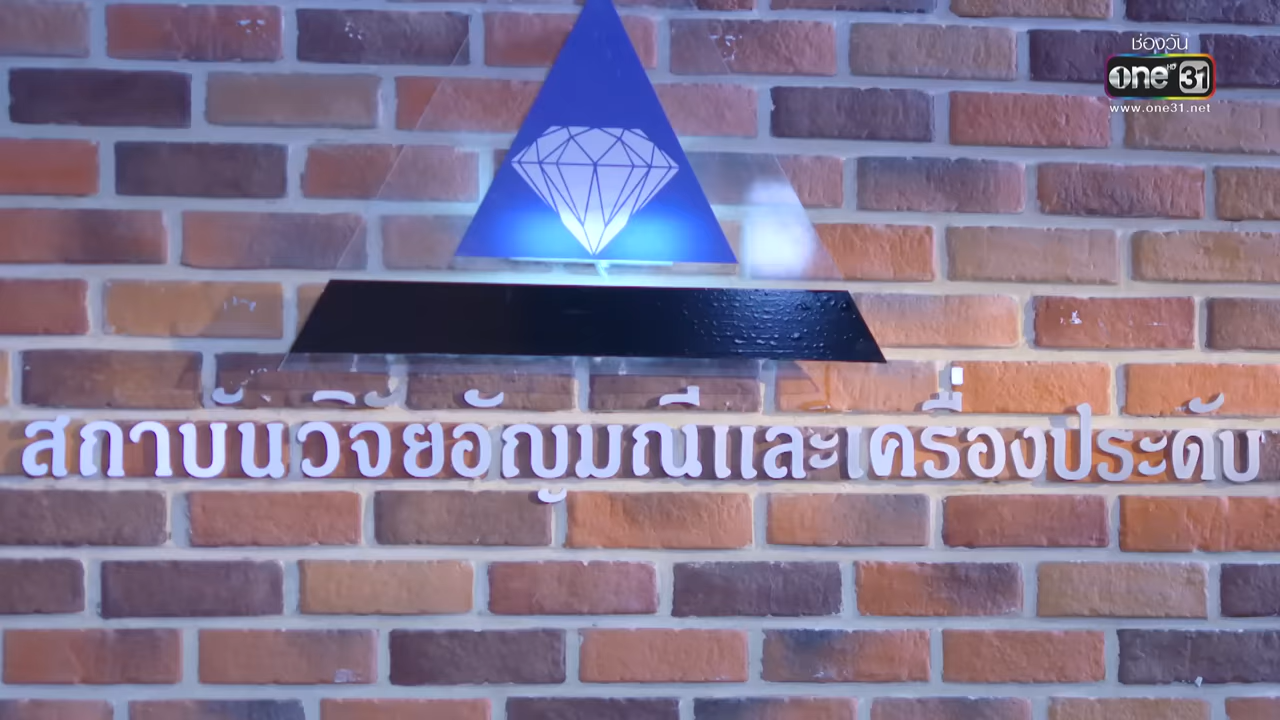 ช่องวัน
one HD 31
www.one31.net
สถาบันวิจัยอัญมณีและเครื่องประดับ